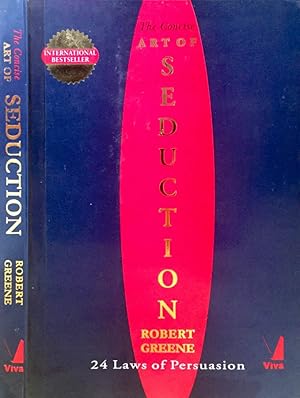 The Concise
ART OF
SEDUCTION
ROBERT
GREENE
Viva
INTERNATIONAL
BESTSELLER
The Concise
ART OF
SEDUCTION
ROBERT
GREENE
24 Laws of Persuasion
Viva